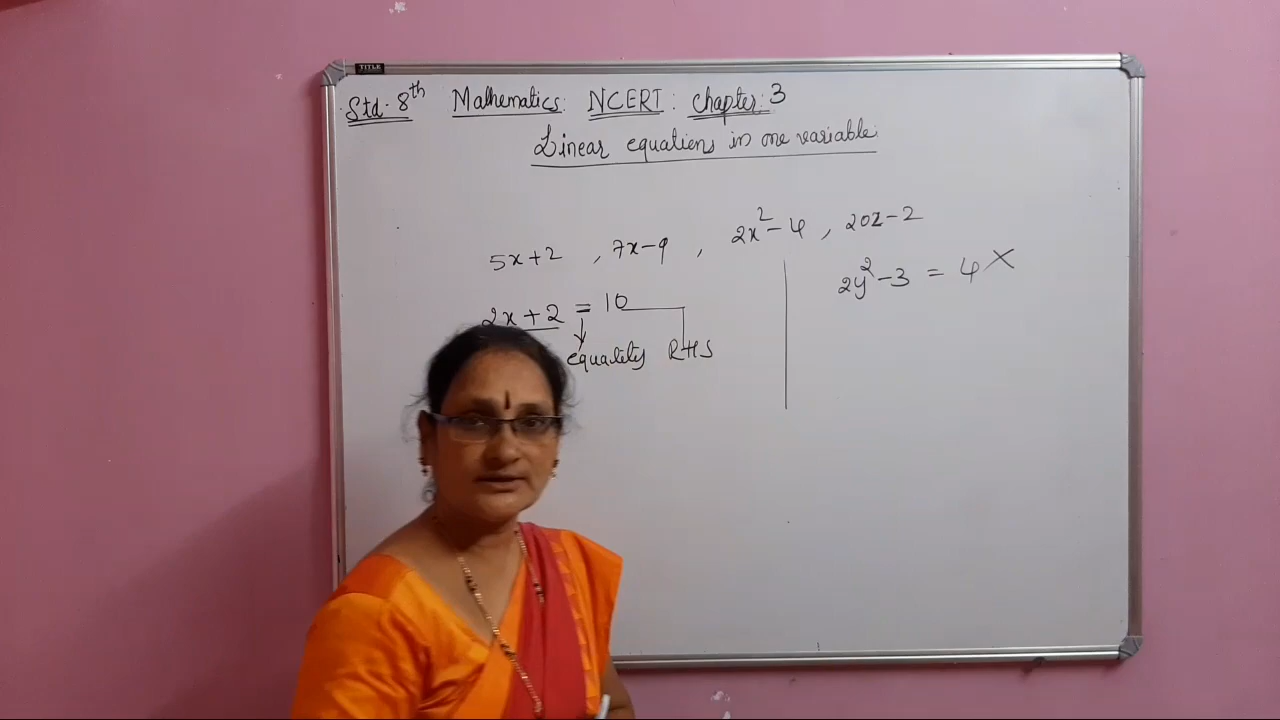 TITLE
Std. 8th Mathematics: NCERT: Chapter: 3
Linear equations in one variable.
5x+2 , 7x-9 , 2x²-4 , 20z-2
2y²-3 = 4 ×
2x+2 = 10
equality RHS